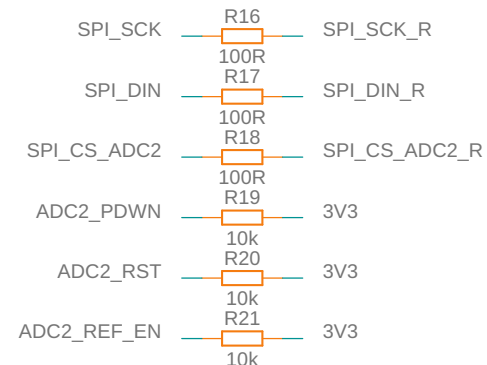 R16
SPI_SCK SPI_SCK_R
100R
R17
SPI_DIN SPI_DIN_R
100R
R18
SPI_CS_ADC2 SPI_CS_ADC2_R
100R
R19
ADC2_PDWN 3V3
10k
R20
ADC2_RST 3V3
10k
R21
ADC2_REF_EN 3V3
10k